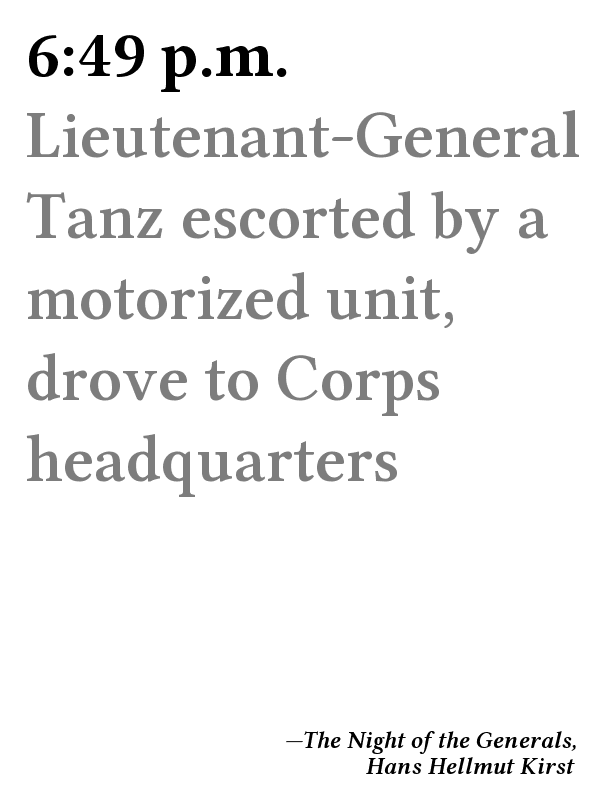 6:49 p.m.
Lieutenant-General
Tanz escorted by a
motorized unit,
drove to Corps
headquarters
—The Night of the Generals,
Hans Hellmut Kirst